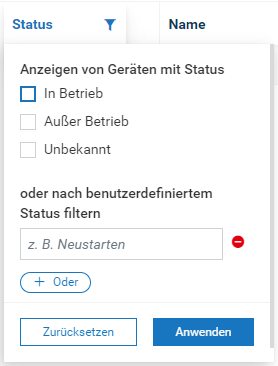 Status Name
Anzeigen von Geräten mit Status
In Betrieb
Außer Betrieb
Unbekannt
oder nach benutzerdefiniertem
Status filtern
z. B. Neustarten
+ Oder
Zurücksetzen Anwenden